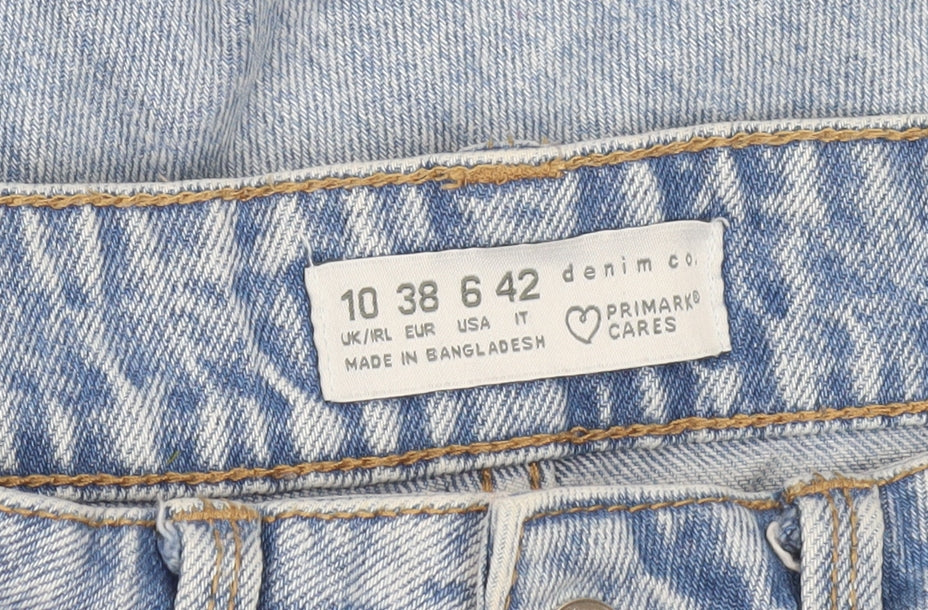 10 38 6 42 denim co.
UK/IRL EUR USA IT
MADE IN BANGLADESH
PRIMARK®
CARES